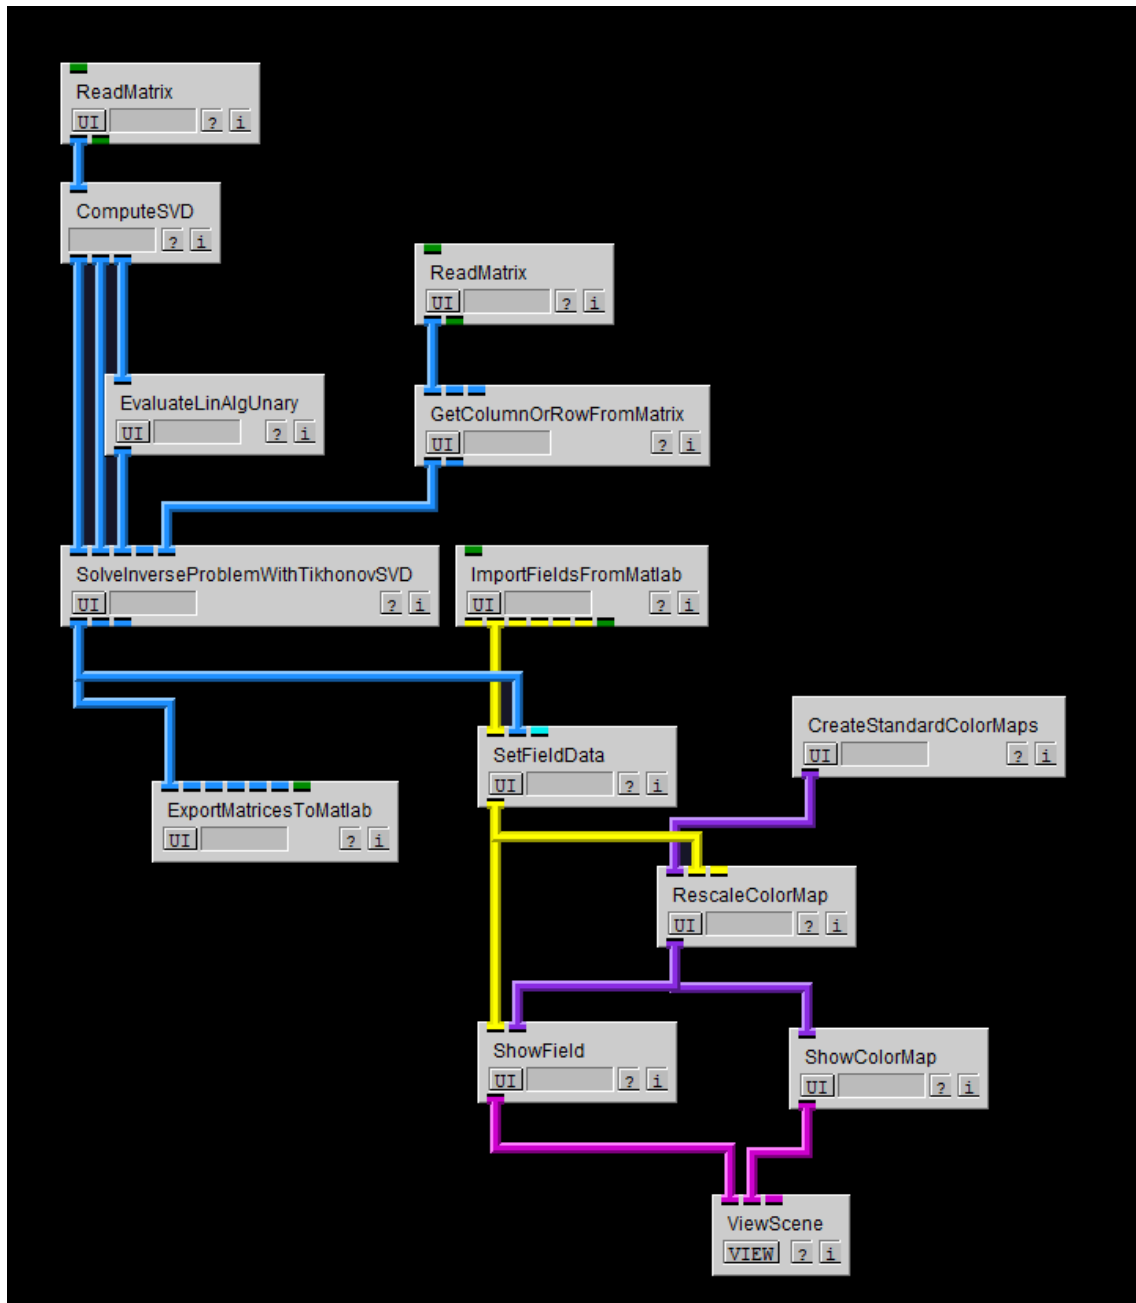 ReadMatrix
UI ? i
ComputeSVD
? i
ReadMatrix
UI ? i
EvaluateLinAlgUnary
UI ? i
GetColumnOrRowFromMatrix
UI ? i
SolveInverseProblemWithTikhonovSVD
UI ? i
ImportFieldsFromMatlab
UI ? i
SetFieldData
UI ? i
CreateStandardColorMaps
UI ? i
ExportMatricesToMatlab
UI ? i
RescaleColorMap
UI ? i
ShowField
UI ? i
ShowColorMap
UI ? i
ViewScene
VIEW ? i